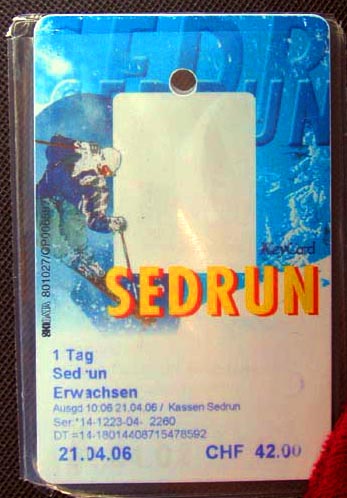 SEDRUN
KeyCard
SEDRUN
1 Tag
Sedrun
Erwachsen
Ausgd 10:06 21.04.06 / Kassen Sedrun
Ser.*14-1223-04- 2260
DT =14-18014408715478592
21.04.06 CHF 42.00